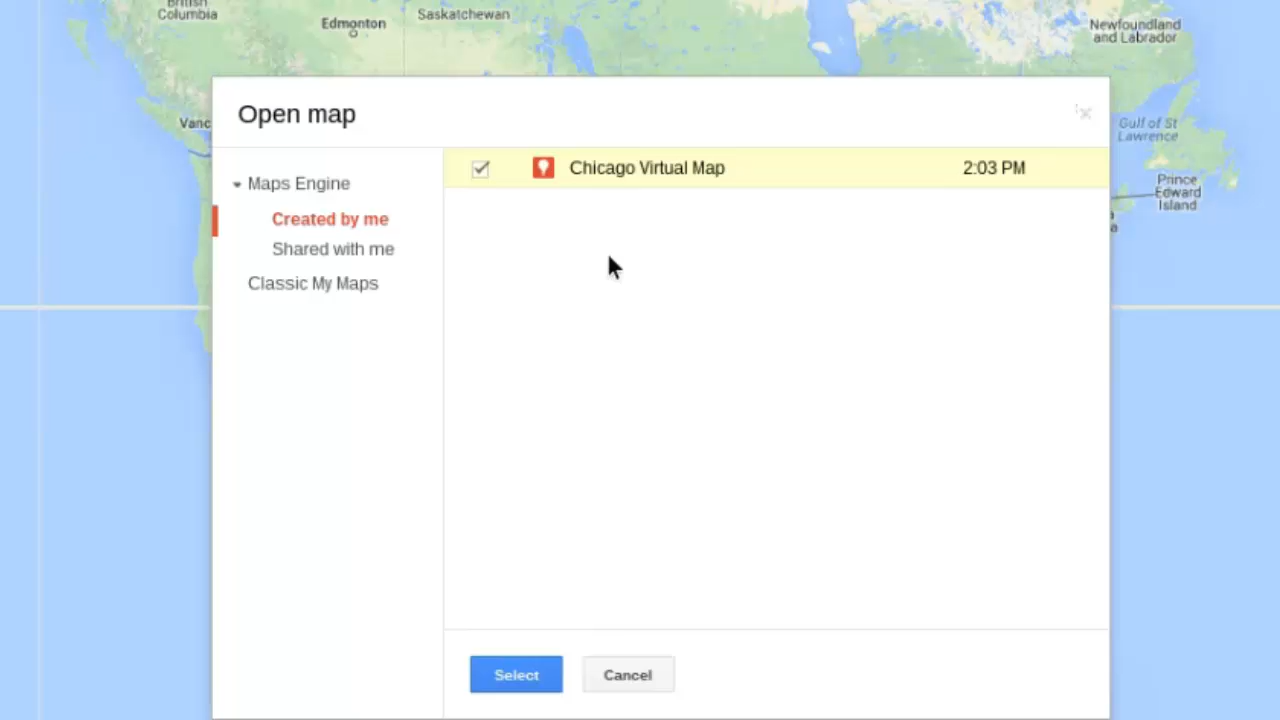 British
Columbia
Edmonton
Saskatchewan
Newfoundland
and Labrador
Open map
Vanc
Gulf of St
Lawrence
Maps Engine
Chicago Virtual Map 2:03 PM
Prince
Edward
Island
Created by me
Shared with me
a
Classic My Maps
Select
Cancel